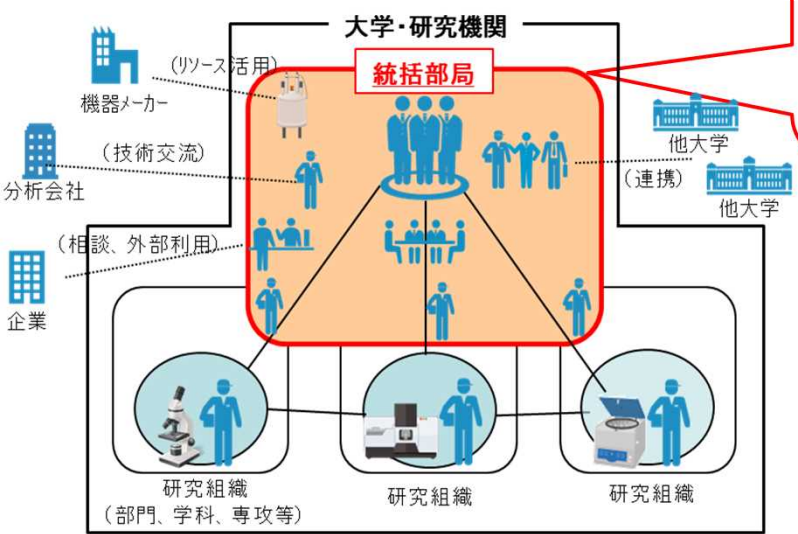 大学・研究機関
統括部局
(リソース活用)
機器メーカー
(技術交流)
分析会社
(相談、外部利用)
企業
他大学
(連携)
他大学
研究組織
(部門、学科、専攻等)
研究組織
研究組織